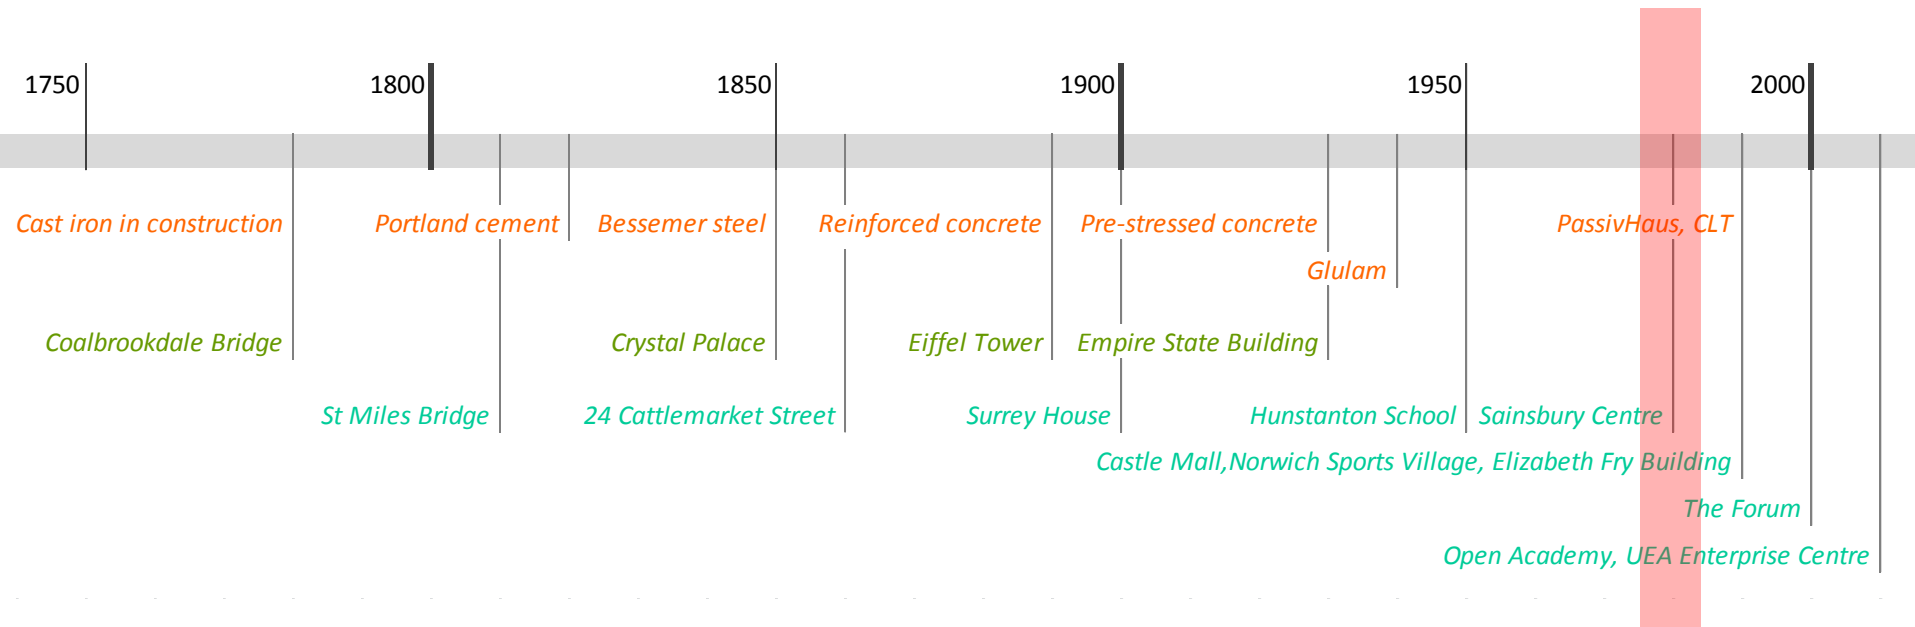 1750 1800 1850 1900 1950 2000
Cast iron in construction Portland cement Bessemer steel Reinforced concrete Pre-stressed concrete PassivHaus, CLT
Glulam
Coalbrookdale Bridge Crystal Palace Eiffel Tower Empire State Building
St Miles Bridge 24 Cattlemarket Street Surrey House Hunstanton School Sainsbury Centre
Castle Mall,Norwich Sports Village, Elizabeth Fry Building
The Forum
Open Academy, UEA Enterprise Centre